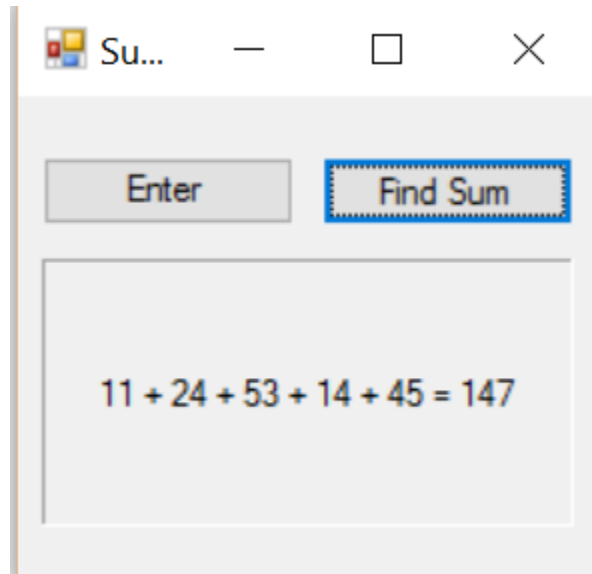 Su...
Enter
Find Sum
11 + 24 + 53 + 14 + 45 = 147